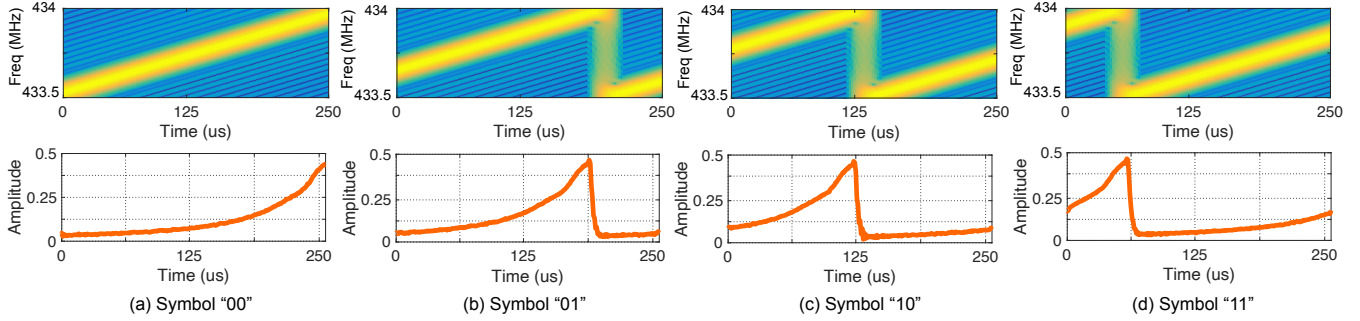 434
Freq (MHz)
433.5
0
125
250
Time (us)
434
Freq (MHz)
433.5
0
125
250
Time (us)
434
Freq (MHz)
433.5
0
125
250
Time (us)
434
Freq (MHz)
433.5
0
125
250
Time (us)
0.5
0.25
0
Amplitude
0
125
250
Time (us)
0.5
0.25
0
Amplitude
0
125
250
Time (us)
0.5
0.25
0
Amplitude
0
125
250
Time (us)
0.5
0.25
0
Amplitude
0
125
250
Time (us)
(a) Symbol “00”
(b) Symbol “01”
(c) Symbol “10”
(d) Symbol “11”